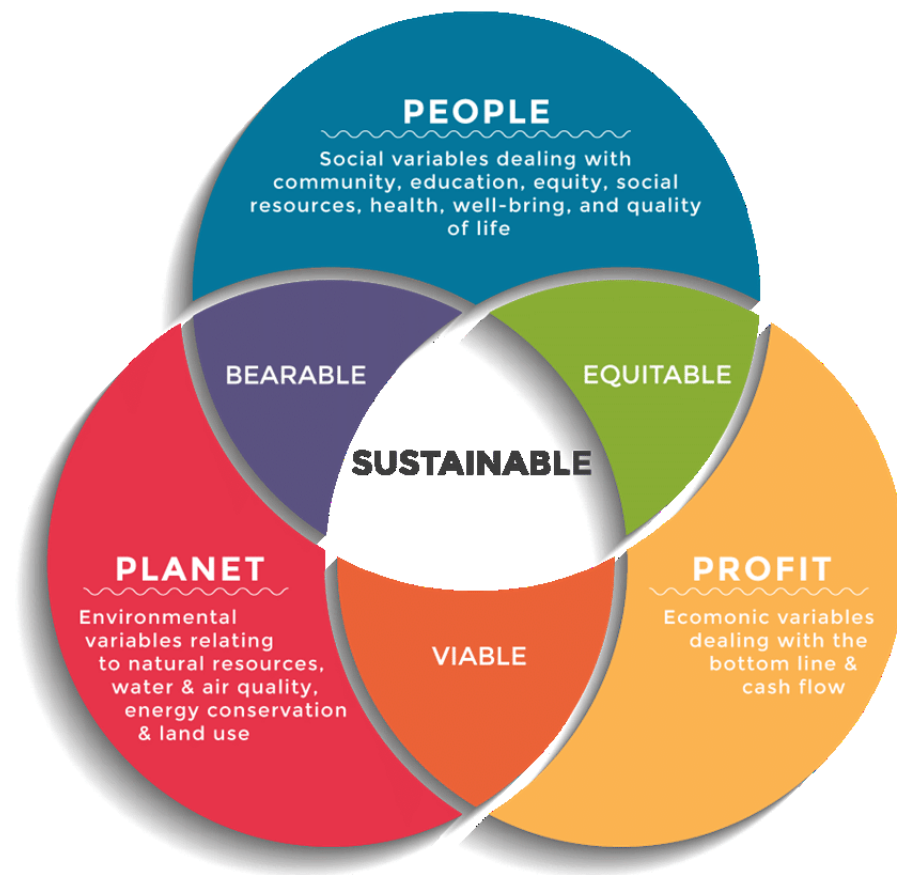 PEOPLE
Social variables dealing with
community, education, equity, social
resources, health, well-bring, and quality
of life
BEARABLE
EQUITABLE
SUSTAINABLE
PLANET
Environmental
variables relating
to natural resources,
water & air quality,
energy conservation
& land use
PROFIT
Ecomonic variables
dealing with the
bottom line &
cash flow
VIABLE